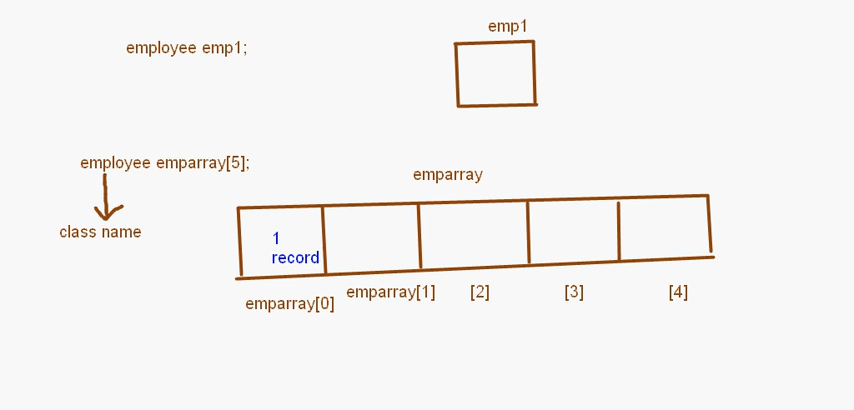 emp1
employee emp1;
employee emparray[5];
emparray
class name
1
record
emparray[0]
emparray[1]
[2]
[3]
[4]